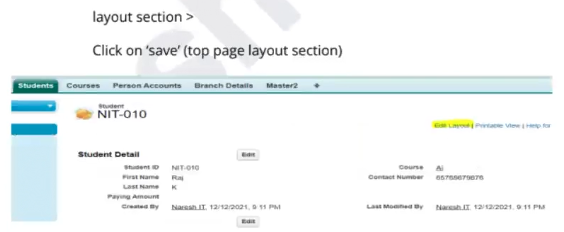 layout section >
Click on ‘save’ (top page layout section)
Students Courses Person Accounts Branch Details Master2 +
Student
NIT-010
Edit Layout | Printable View | Help for
Student Detail Edit
Student ID NIT-010 Course Ai
First Name Raj Contact Number 65789679876
Last Name K
Paying Amount
Created By Naresh IT, 12/12/2021, 9:11 PM Last Modified By Naresh IT, 12/12/2021, 9:11 PM
Edit